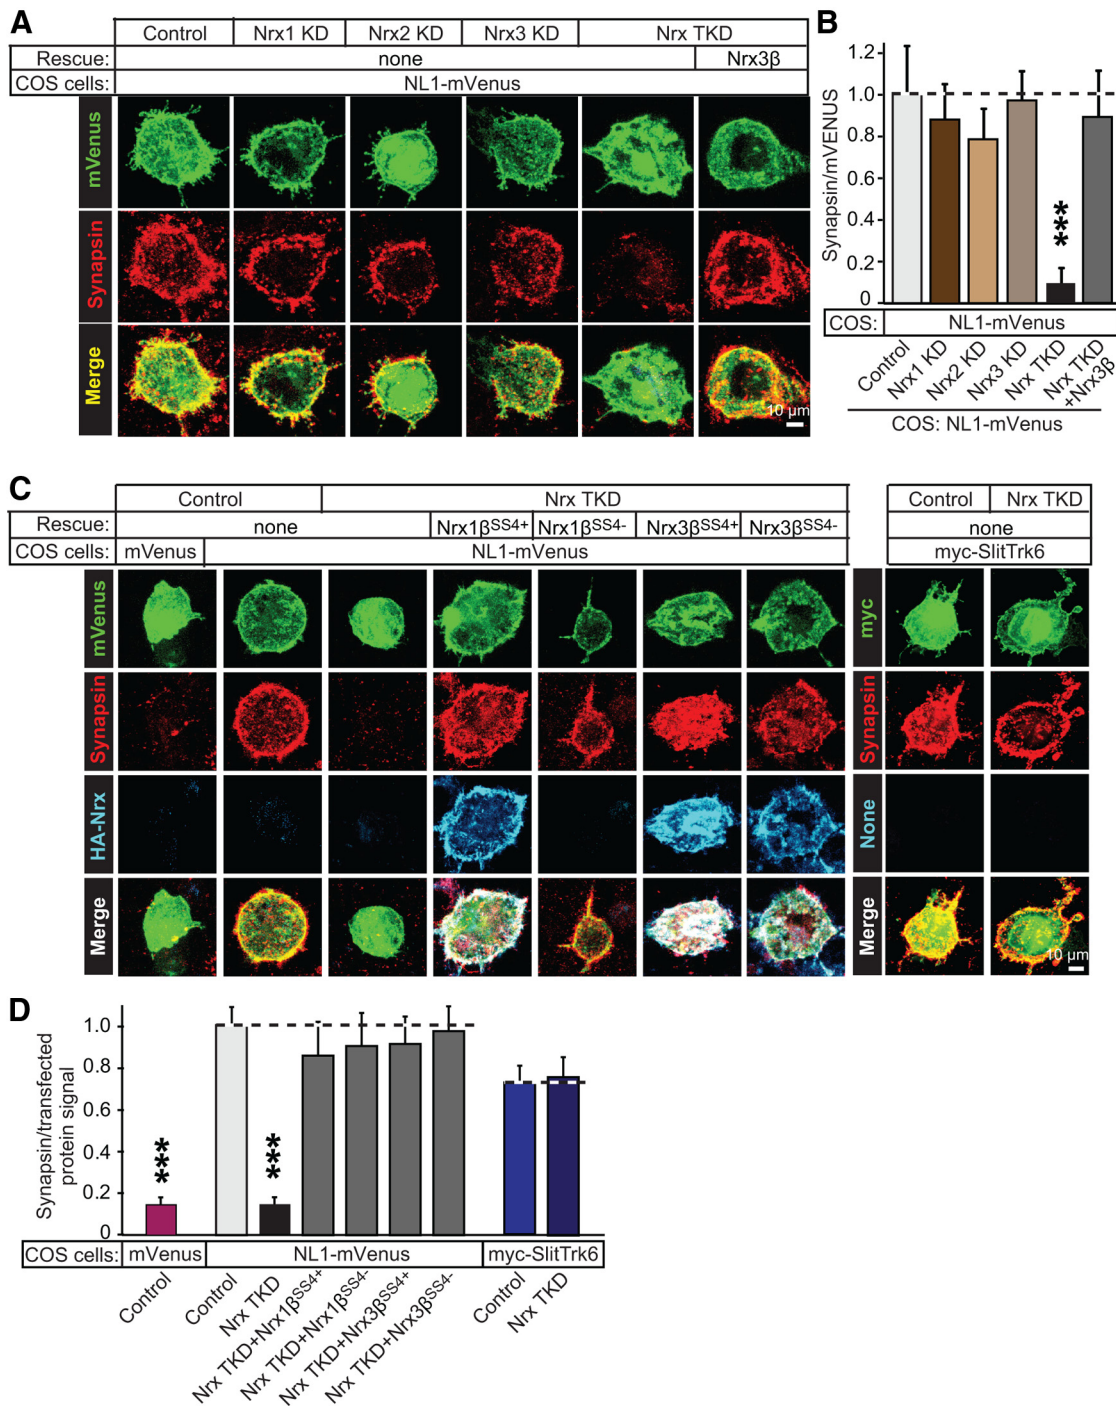 A
Control Nrx1 KD Nrx2 KD Nrx3 KD Nrx TKD
Rescue: none Nrx3β
COS cells: NL1-mVenus
mVenus
Synapsin
Merge
10 μm
B
Synapsin/mVENUS
1.2
1.0
0.8
0.6
0.4
0.2
0
***
COS: NL1-mVenus
Control
Nrx1 KD
Nrx2 KD
Nrx3 KD
Nrx TKD
Nrx TKD
+Nrx3β
COS: NL1-mVenus
C
Control Nrx TKD
Rescue: none Nrx1βSS4+ Nrx1βSS4- Nrx3βSS4+ Nrx3βSS4-
COS cells: mVenus NL1-mVenus
mVenus
Synapsin
HA-Nrx
Merge
Control Nrx TKD
none
myc-SlitTrk6
myc
Synapsin
None
Merge
10 μm
D
Synapsin/transfected
protein signal
1.0
0.8
0.6
0.4
0.2
0
***
***
COS cells: mVenus NL1-mVenus myc-SlitTrk6
Control
Control
Nrx TKD
Nrx TKD+Nrx1βSS4+
Nrx TKD+Nrx1βSS4-
Nrx TKD+Nrx3βSS4+
Nrx TKD+Nrx3βSS4-
Control
Nrx TKD